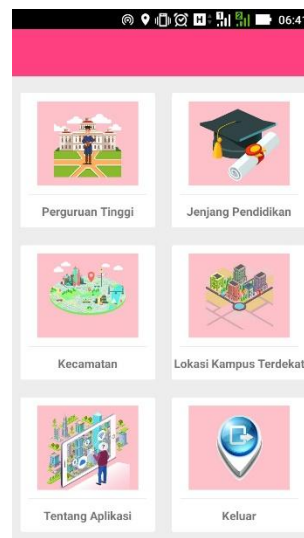 06:41
Perguruan Tinggi
Jenjang Pendidikan
Kecamatan
Lokasi Kampus Terdekat
Tentang Aplikasi
Keluar